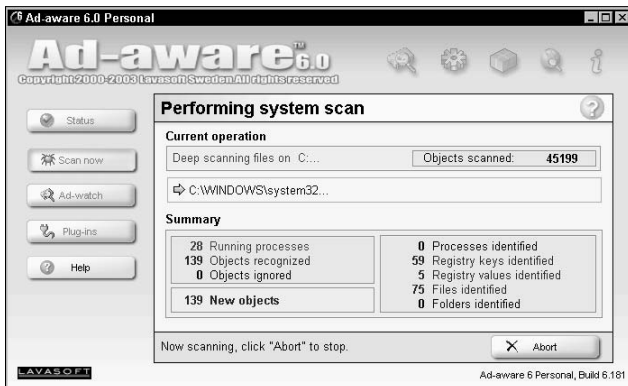 Ad-aware 6.0 Personal
Ad-aware 6.0
TM
Copyright 2000-2003 Lavasoft Sweden All rights reserved
Status
Scan now
Ad-watch
Plug-ins
Help
Performing system scan
Current operation
Deep scanning files on C:...
Objects scanned: 45199
C:\WINDOWS\system32...
Summary
28 Running processes
139 Objects recognized
0 Objects ignored
139 New objects
0 Processes identified
59 Registry keys identified
5 Registry values identified
75 Files identified
0 Folders identified
Now scanning, click "Abort" to stop.
Abort
LAVASOFT
Ad-aware 6 Personal, Build 6.181